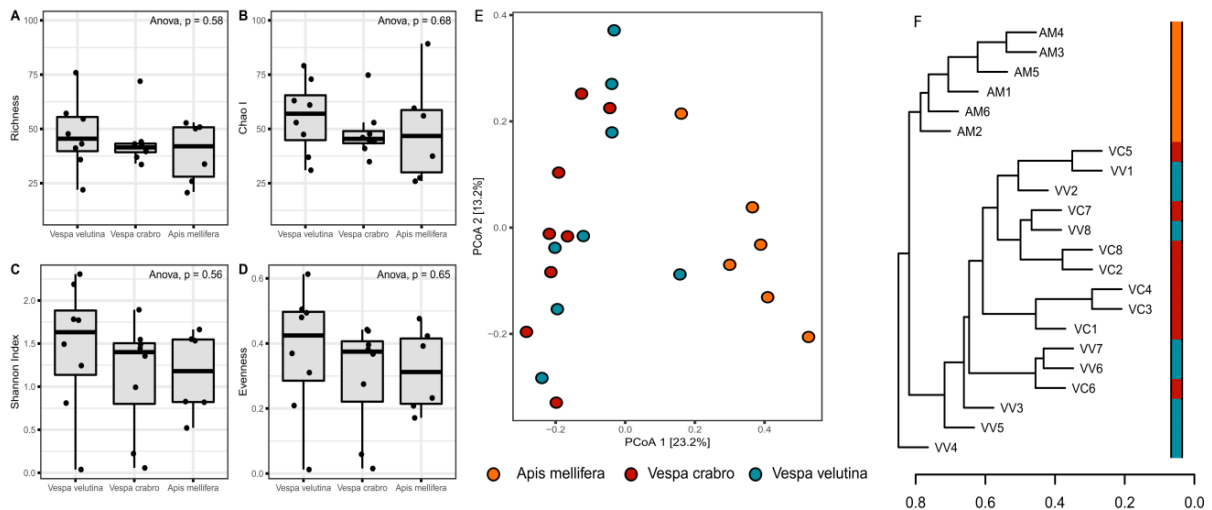 A
Anova, p = 0.58
Richness
100
75
50
25
Vespa velutina Vespa crabro Apis mellifera
B
Anova, p = 0.68
Chao I
100
75
50
25
Vespa velutina Vespa crabro Apis mellifera
C
Anova, p = 0.56
Shannon Index
2.0
1.5
1.0
0.5
0.0
Vespa velutina Vespa crabro Apis mellifera
D
Anova, p = 0.65
Evenness
0.6
0.4
0.2
0.0
Vespa velutina Vespa crabro Apis mellifera
E
PCoA 2 [13.2%]
0.4
0.2
0.0
−0.2
−0.2 0.0 0.2 0.4
PCoA 1 [23.2%]
Apis mellifera Vespa crabro Vespa velutina
F
AM4
AM3
AM5
AM1
AM6
AM2
VC5
VV1
VV2
VC7
VV8
VC8
VC2
VC4
VC3
VC1
VV7
VV6
VC6
VV3
VV5
VV4
0.8 0.6 0.4 0.2 0.0